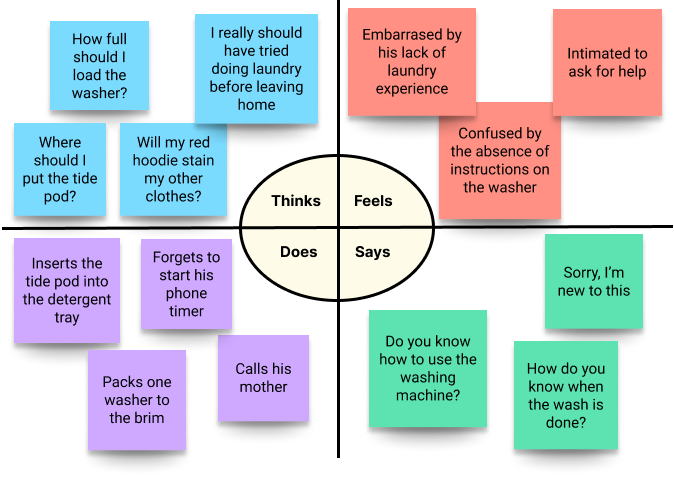 How full
should I
load the
washer?
I really should
have tried
doing laundry
before leaving
home
Where
should I
put the tide
pod?
Will my red
hoodie stain
my other
clothes?
Embarrased by
his lack of
laundry
experience
Intimated to
ask for help
Confused by
the absence of
instructions on
the washer
Thinks
Feels
Does
Says
Inserts the
tide pod into
the detergent
tray
Forgets to
start his
phone
timer
Packs one
washer to
the brim
Calls his
mother
Sorry, I'm
new to this
Do you know
how to use the
washing
machine?
How do you
know when
the wash is
done?